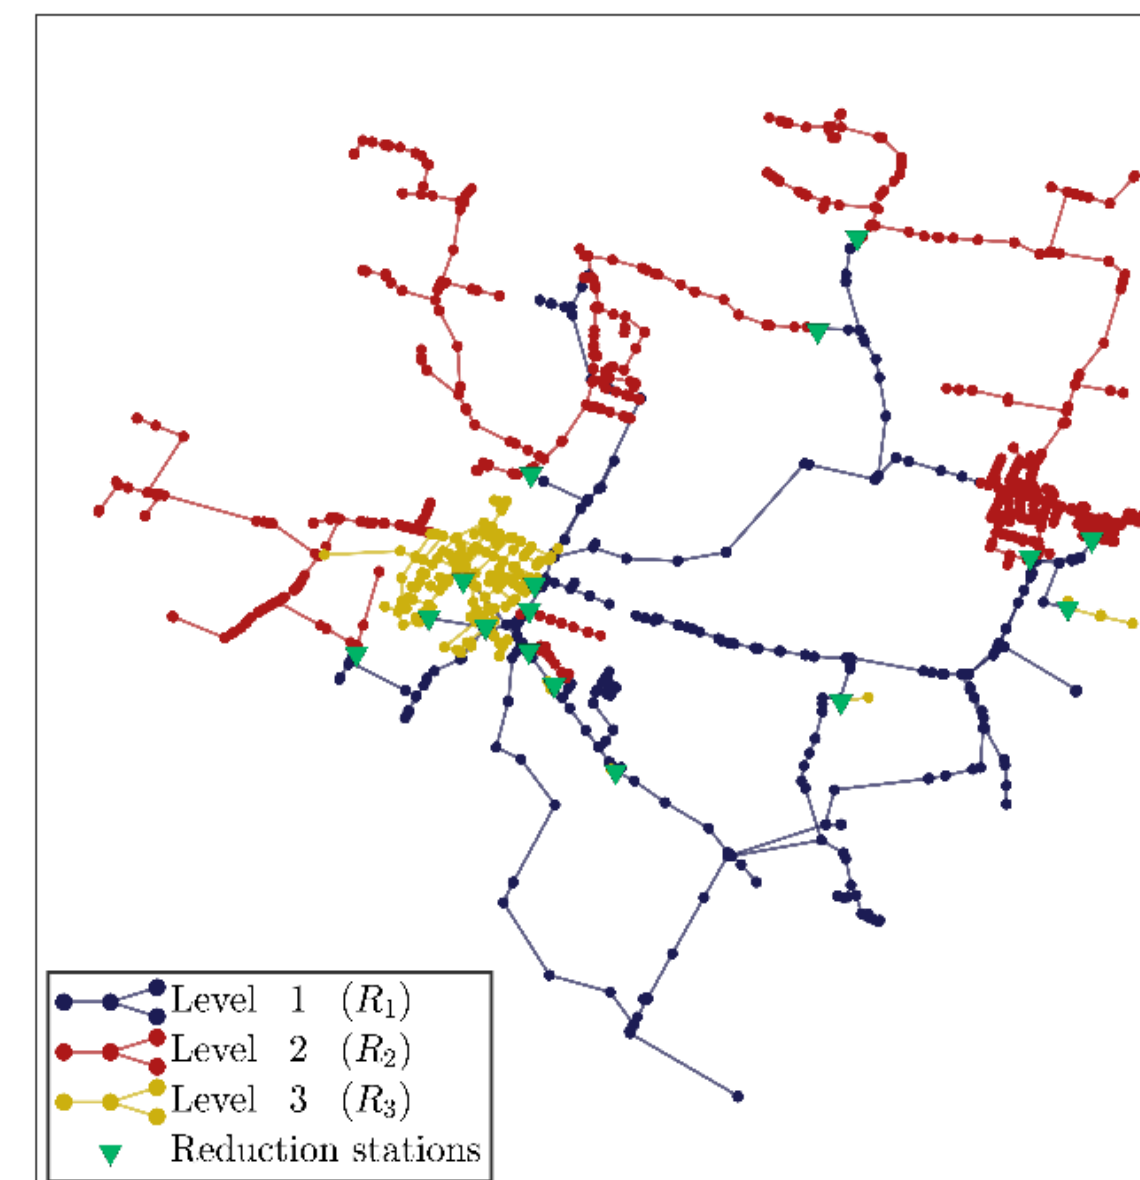 Level 1 (R₁)
Level 2 (R₂)
Level 3 (R₃)
Reduction stations